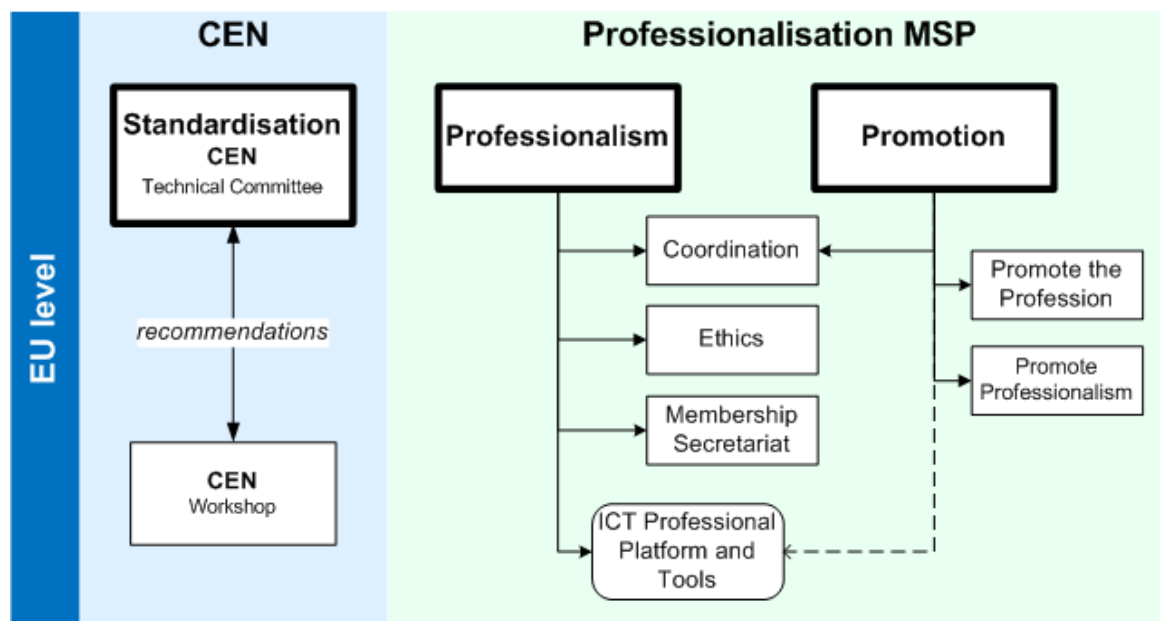 EU level
CEN
Standardisation
CEN
Technical Committee
recommendations
CEN
Workshop
Professionalisation MSP
Professionalism
Promotion
Coordination
Ethics
Membership
Secretariat
ICT Professional
Platform and
Tools
Promote the
Profession
Promote
Professionalism